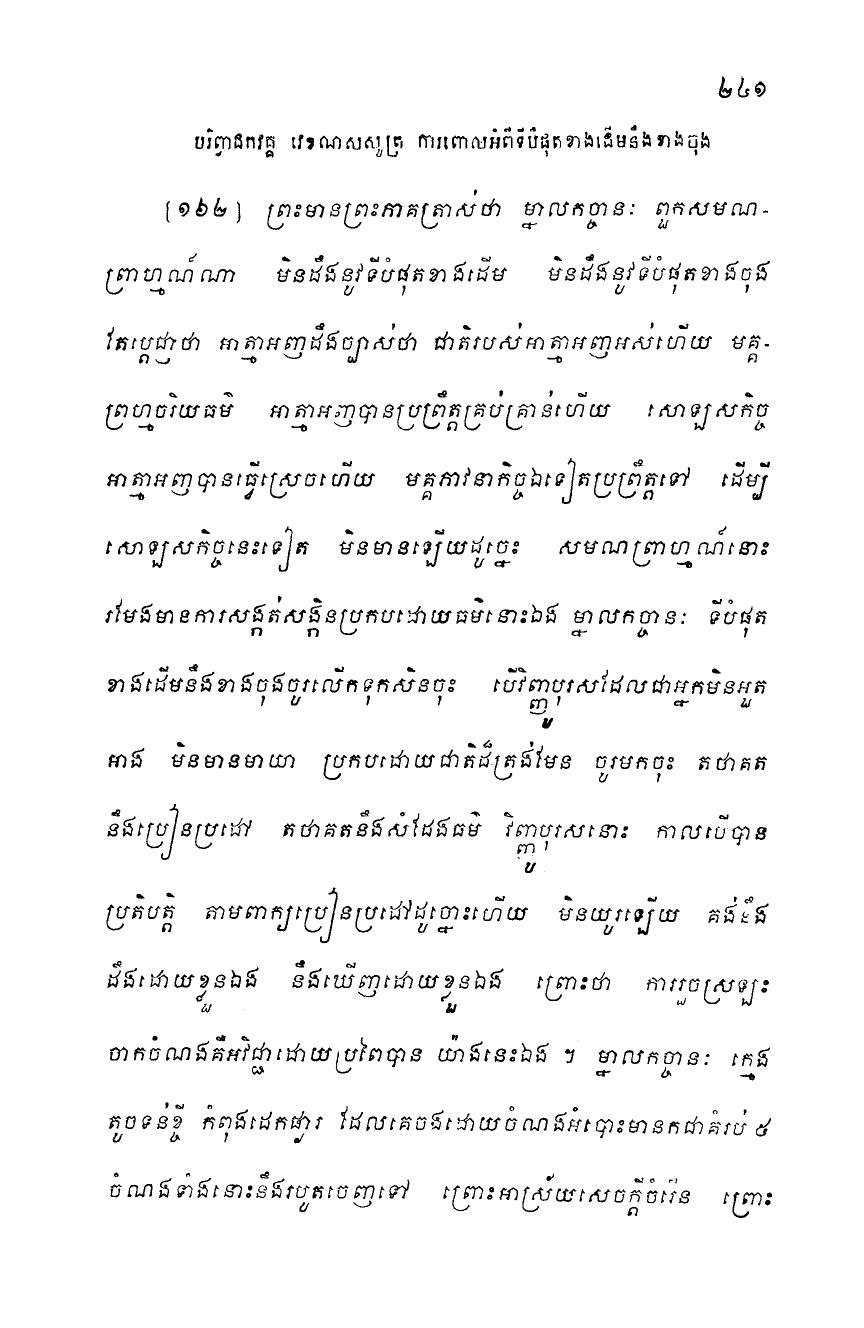 ២៤១
បរិព្វាជកវគ្គ វេខណសសូត្រ ការពោលអំពីទីបំផុតខាងដើមនឹងខាងចុង
[១៦២] ព្រះមានព្រះភាគត្រាស់ថា ម្នាលកច្ចានៈ ពួកសមណ-
ព្រាហ្មណ៍ណា មិនដឹងនូវទីបំផុតខាងដើម មិនដឹងនូវទីបំផុតខាងចុង
តែប្តេជ្ញាថា អាត្មាអញដឹងច្បាស់ថា ជាតិរបស់អាត្មាអញអស់ហើយ មគ្គ-
ព្រហ្មចរិយធម៌ អាត្មាអញបានប្រព្រឹត្តគ្រប់គ្រាន់ហើយ សោឡសកិច្ច
អាត្មាអញបានធ្វើស្រេចហើយ មគ្គភាវនាកិច្ចឯទៀតប្រព្រឹត្តទៅ ដើម្បី
សោឡសកិច្ចនេះទៀត មិនមានឡើយដូច្នេះ សមណព្រាហ្មណ៍នោះ
រមែងមានការសង្កត់សង្កិនប្រកបដោយធម៌នោះឯង ម្នាលកច្ចានៈ ទីបំផុត
ខាងដើមនឹងខាងចុងចូរលើកទុកសិនចុះ បើវិញ្ញូបុរសដែលជាអ្នកមិនអួត
អាង មិនមានមាយា ប្រកបដោយជាតិដ៏ត្រង់មែន ចូរមកចុះ តថាគត
នឹងប្រៀនប្រដៅ តថាគតនឹងសំដែងធម៌ វិញ្ញូបុរសនោះ កាលបើបាន
ប្រតិបត្តិ តាមពាក្យប្រៀនប្រដៅដូច្នោះហើយ មិនយូរឡើយ គង់នឹង
ដឹងដោយខ្លួនឯង នឹងឃើញដោយខ្លួនឯង ព្រោះថា ការរួចស្រឡះ
ចាកចំណងគឺអវិជ្ជាដោយប្រពៃបាន យ៉ាងនេះឯង ។ ម្នាលកច្ចានៈ ក្មេង
តូចទន់ខ្ចី កំពុងដេកផ្ងារ ដែលគេចងដោយចំណងអំបោះមានកជាគំរប់ ៥
ចំណងទាំងនោះនឹងរបូតចេញទៅ ព្រោះអាស្រ័យសេចក្តីចំរើន ព្រោះ